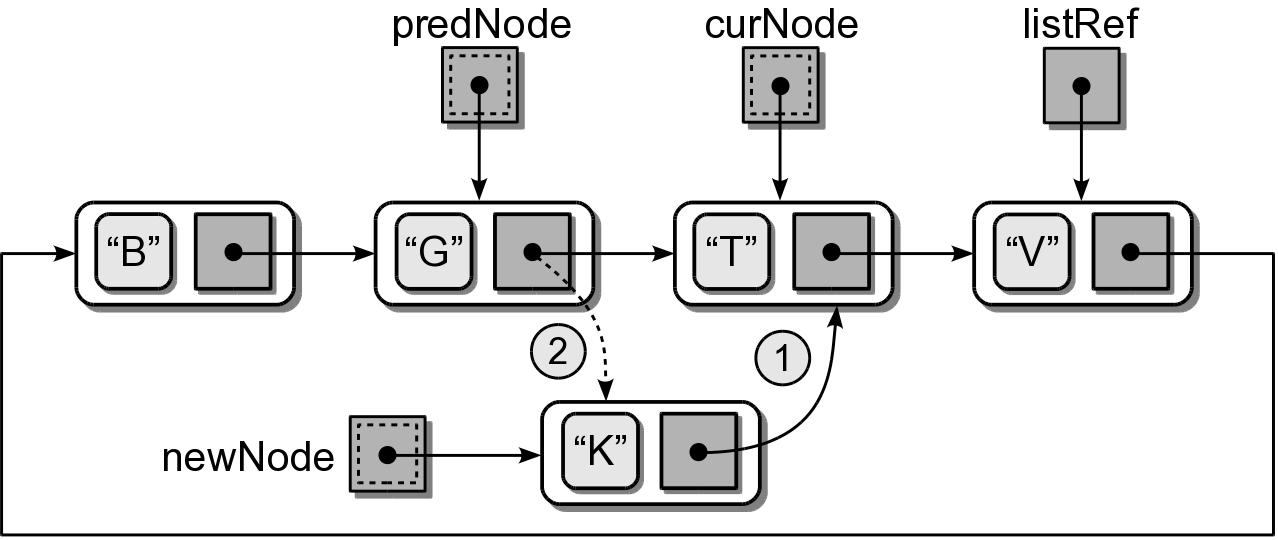 predNode curNode listRef
“B” “G” “T” “V”
2 1
newNode “K”